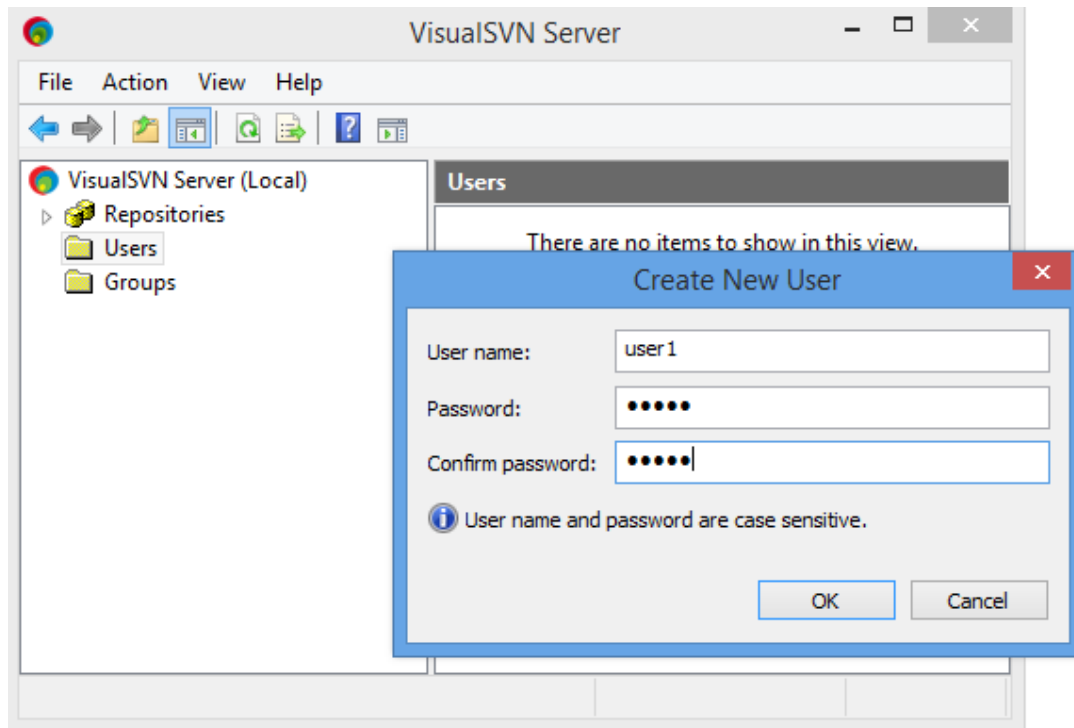 VisualSVN Server
File Action View Help
VisualSVN Server (Local)
Repositories
Users
Groups
Users
There are no items to show in this view.
Create New User
User name: user1
Password: •••••
Confirm password: •••••
User name and password are case sensitive.
OK Cancel